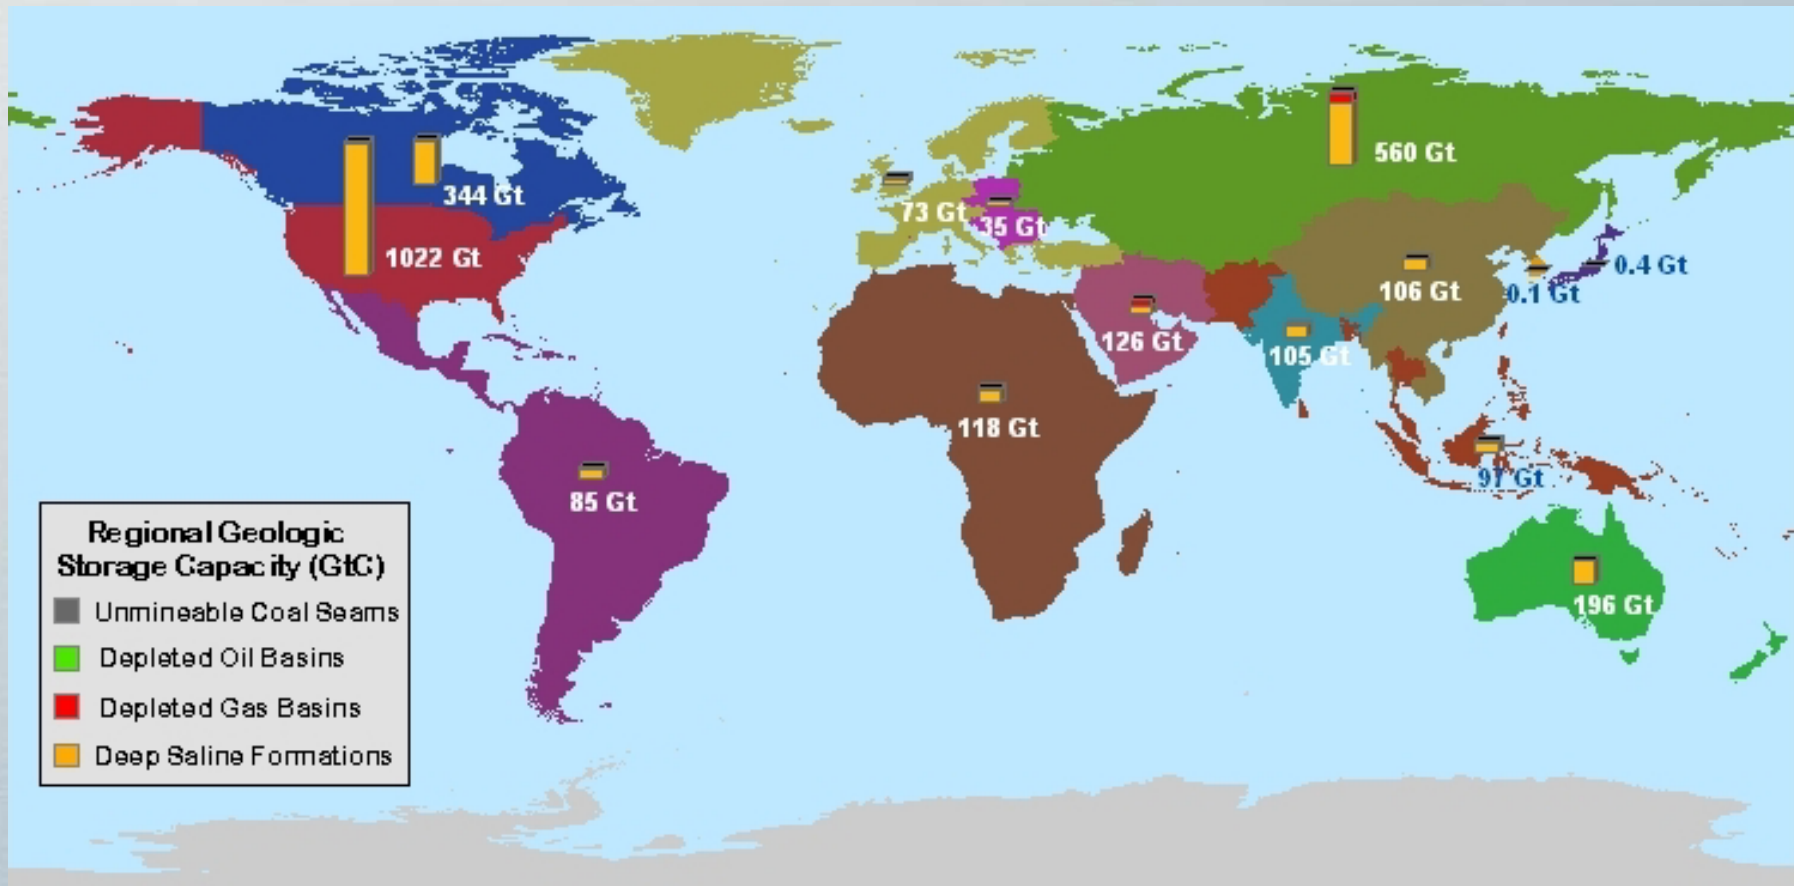 344 Gt
1022 Gt
85 Gt
73 Gt
35 Gt
560 Gt
118 Gt
126 Gt
105 Gt
106 Gt
0.1 Gt
0.4 Gt
97 Gt
196 Gt
Regional Geologic
Storage Capacity (GtC)
Unmineable Coal Seams
Depleted Oil Basins
Depleted Gas Basins
Deep Saline Formations